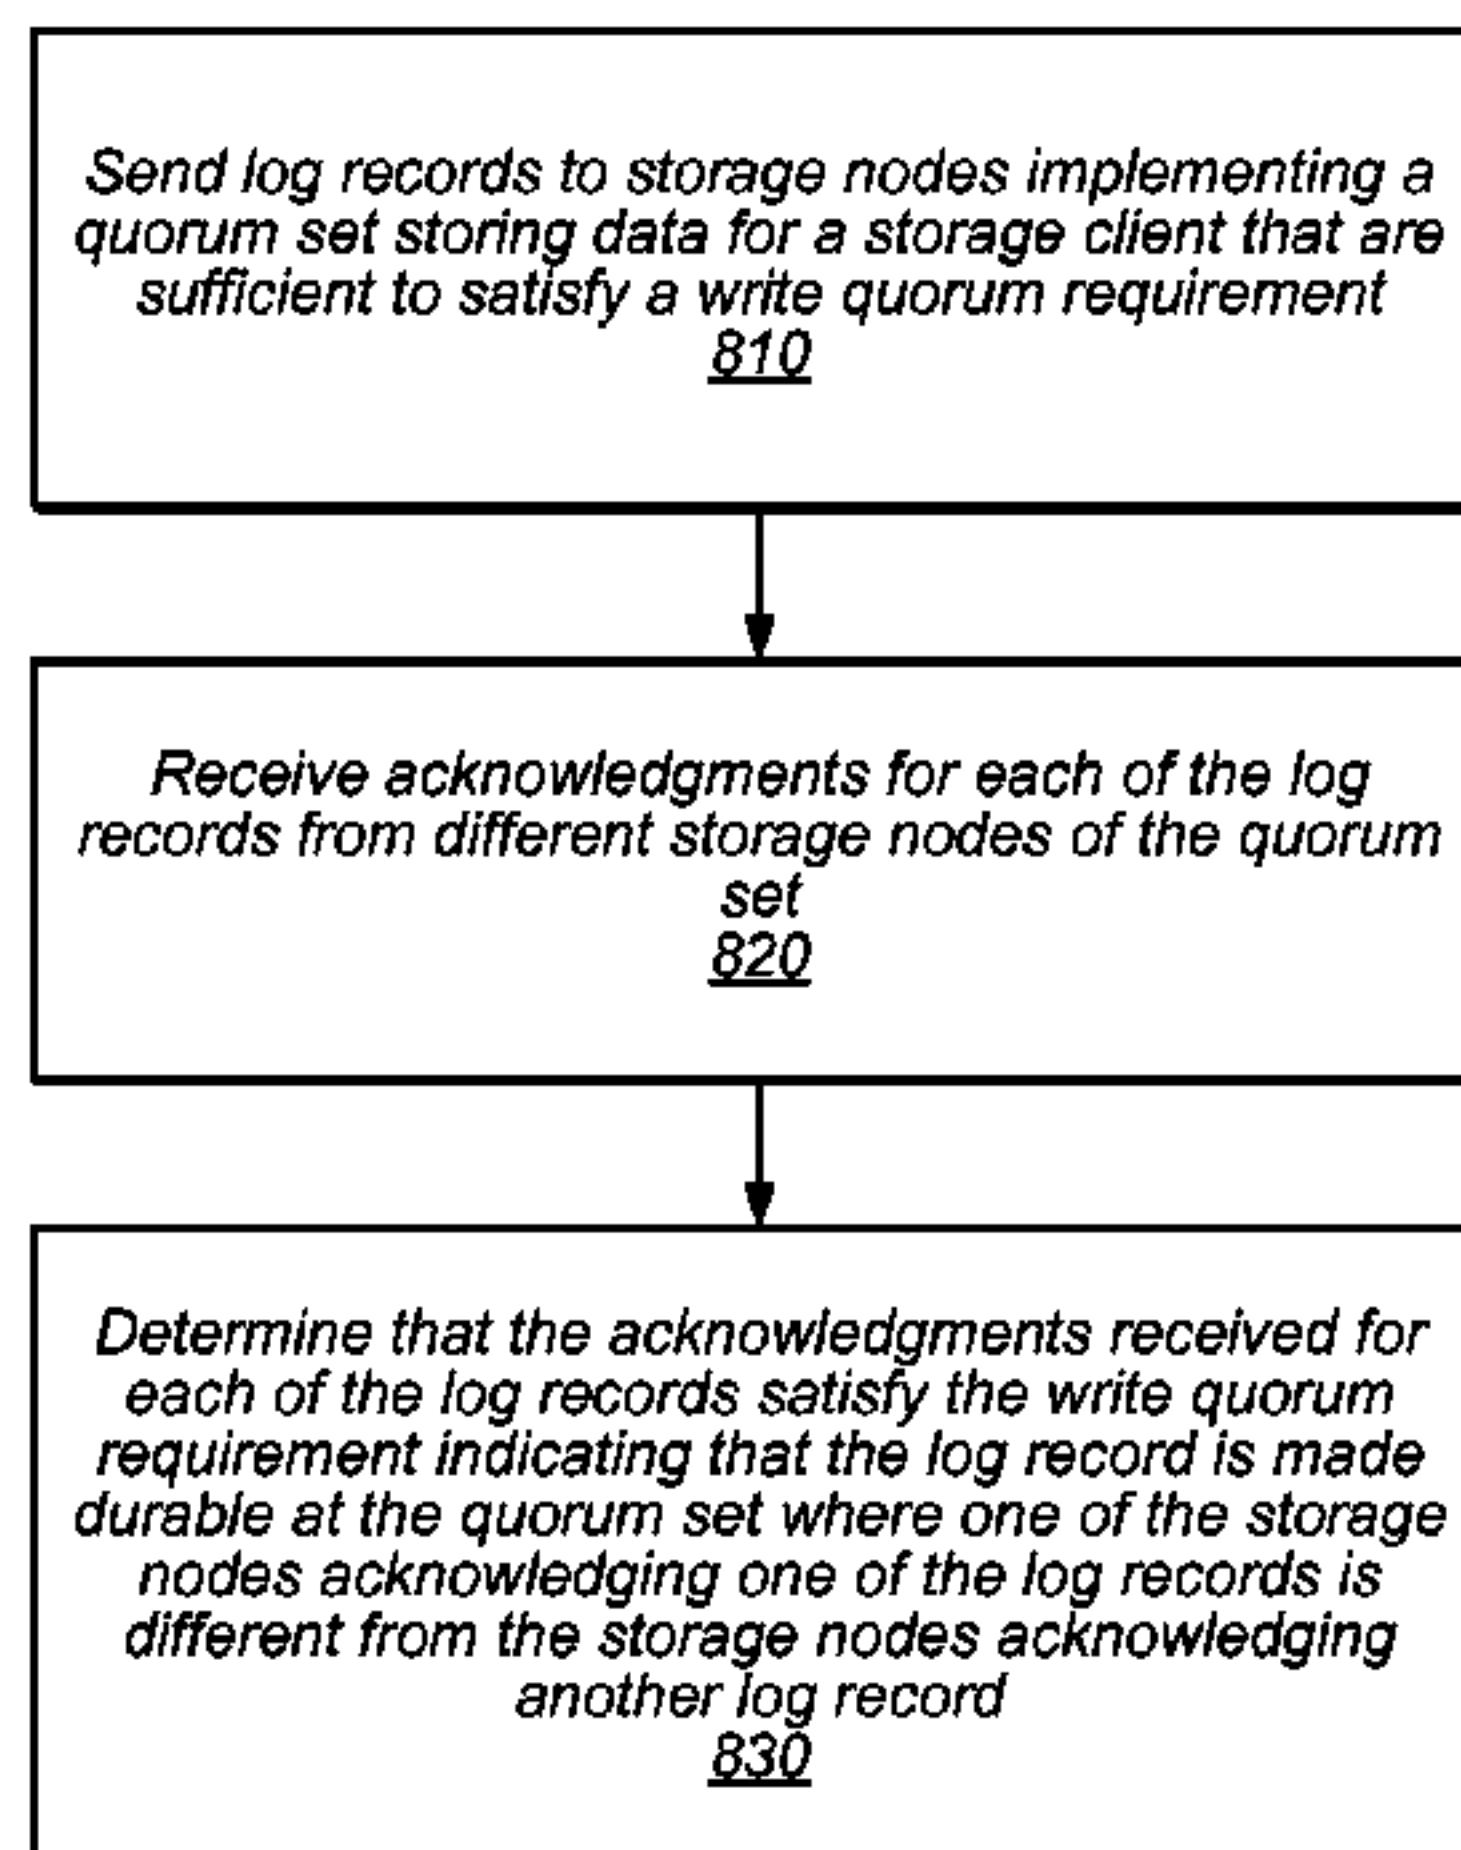 Send log records to storage nodes implementing a
quorum set storing data for a storage client that are
sufficient to satisfy a write quorum requirement
810
Receive acknowledgments for each of the log
records from different storage nodes of the quorum
set
820
Determine that the acknowledgments received for
each of the log records satisfy the write quorum
requirement indicating that the log record is made
durable at the quorum set where one of the storage
nodes acknowledging one of the log records is
different from the storage nodes acknowledging
another log record
830